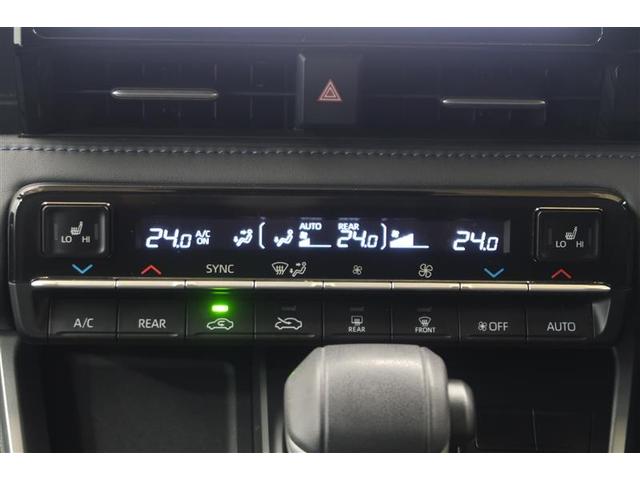 24.0 A/C ON AUTO REAR 24.0 24.0
LO HI
LO HI
SYNC
A/C REAR REAR FRONT OFF AUTO